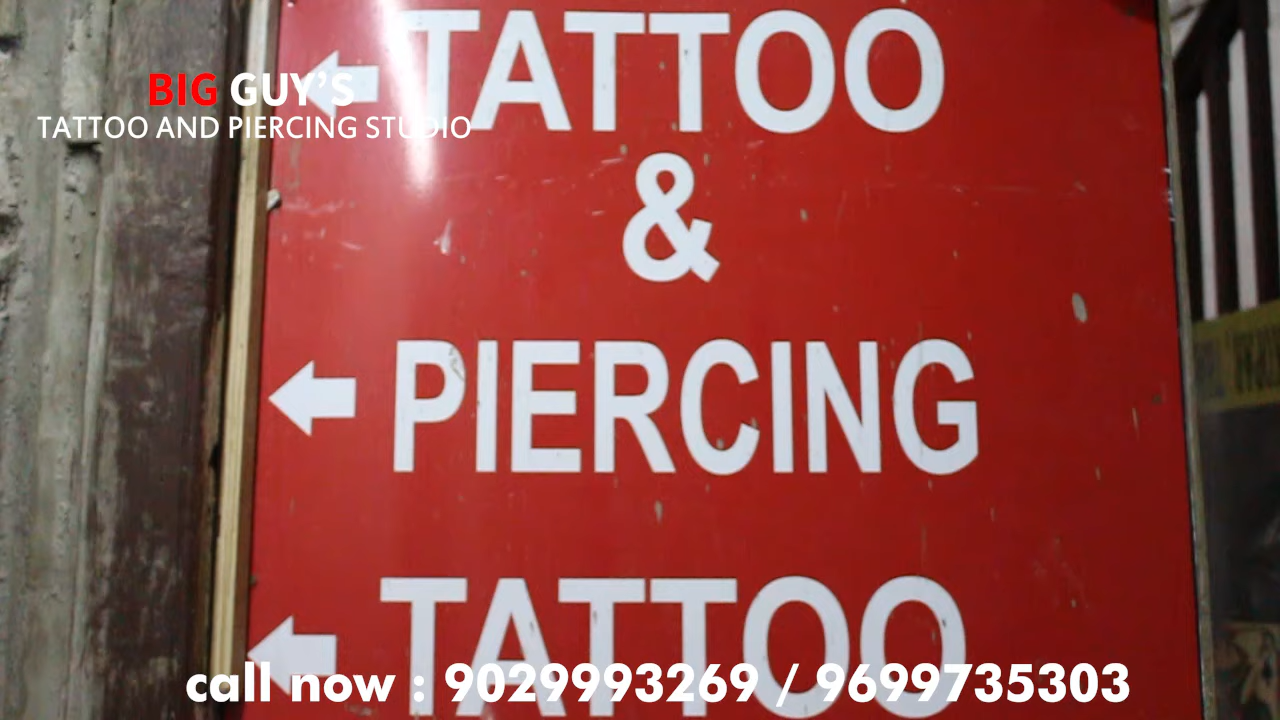 TATTOO
BIG GUY'S
TATTOO AND PIERCING STUDIO
&
PIERCING
TATTOO
call now : 9029993269 / 9699735303